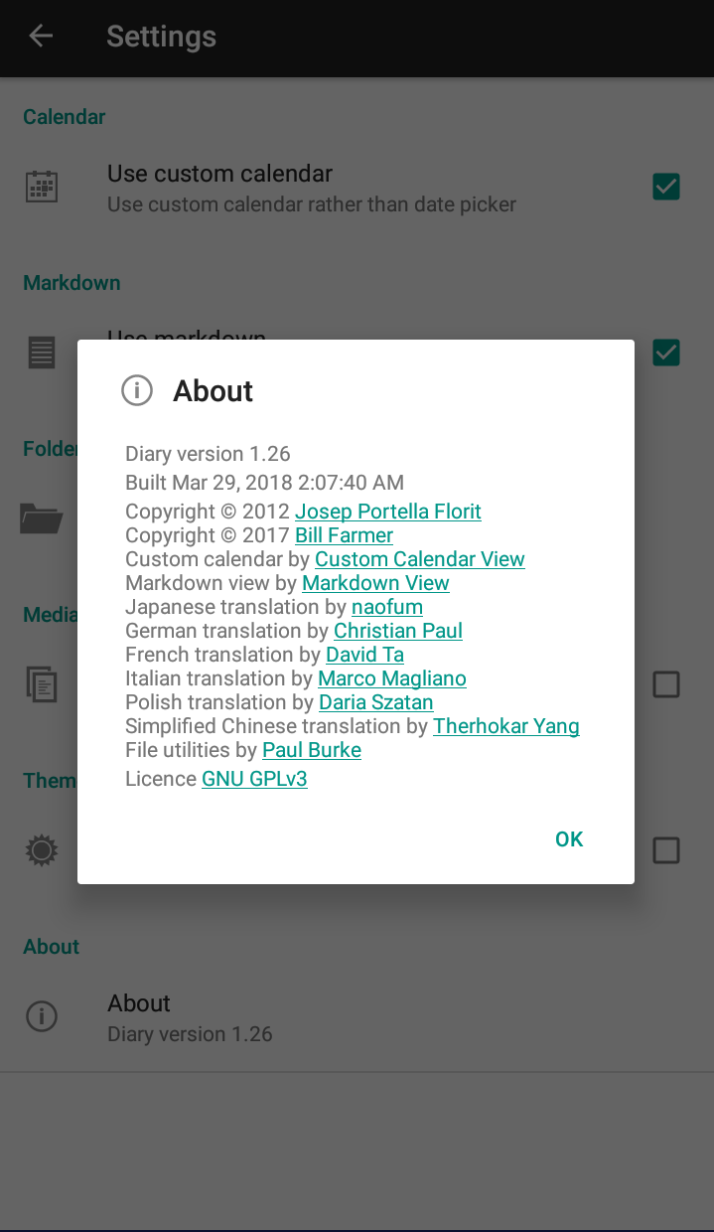 Settings
Calendar
Use custom calendar
Use custom calendar rather than date picker
Markdown
Use markdown
About
Diary version 1.26
Built Mar 29, 2018 2:07:40 AM
Copyright © 2012 Josep Portella Florit
Copyright © 2017 Bill Farmer
Custom calendar by Custom Calendar View
Markdown view by Markdown View
Japanese translation by naofum
German translation by Christian Paul
French translation by David Ta
Italian translation by Marco Magliano
Polish translation by Daria Szatan
Simplified Chinese translation by Therhokar Yang
File utilities by Paul Burke
Licence GNU GPLv3
OK
Folder
Media
Them
About
About
Diary version 1.26